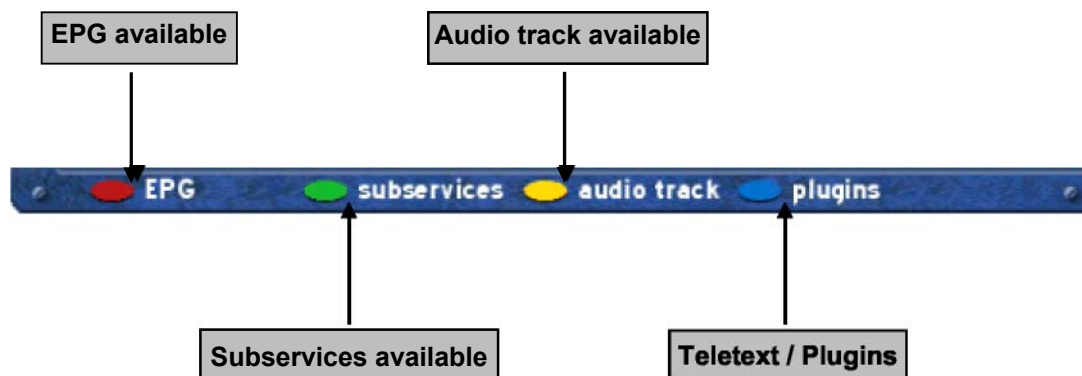 EPG available
Audio track available
EPG
subservices
audio track
plugins
Subservices available
Teletext / Plugins